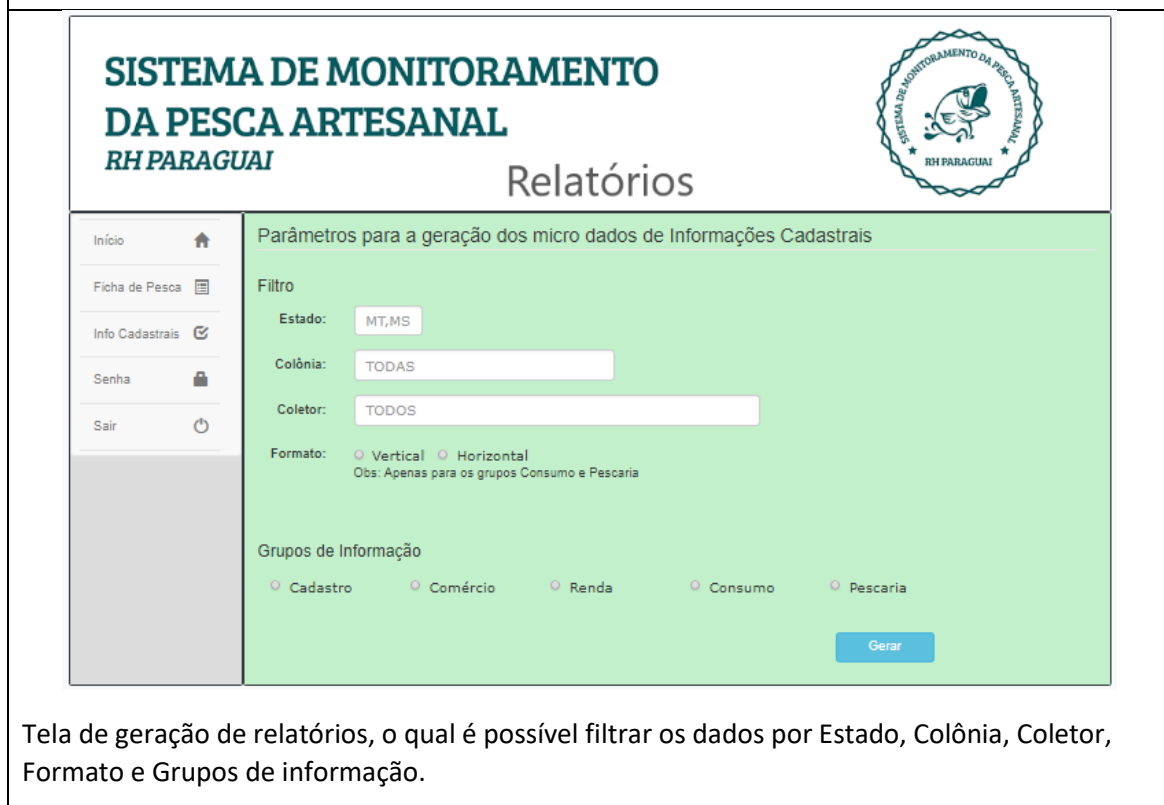 SISTEMA DE MONITORAMENTO
DA PESCA ARTESANAL
RH PARAGUAI
Relatórios
SISTEMA DE MONITORAMENTO DA PESCA ARTESANAL
RH PARAGUAI
Início
Ficha de Pesca
Info Cadastrais
Senha
Sair
Parâmetros para a geração dos micro dados de Informações Cadastrais
Filtro
Estado: MT,MS
Colônia: TODAS
Coletor: TODOS
Formato: Vertical Horizontal
Obs: Apenas para os grupos Consumo e Pescaria
Grupos de Informação
Cadastro Comércio Renda Consumo Pescaria
Gerar
Tela de geração de relatórios, o qual é possível filtrar os dados por Estado, Colônia, Coletor,
Formato e Grupos de informação.